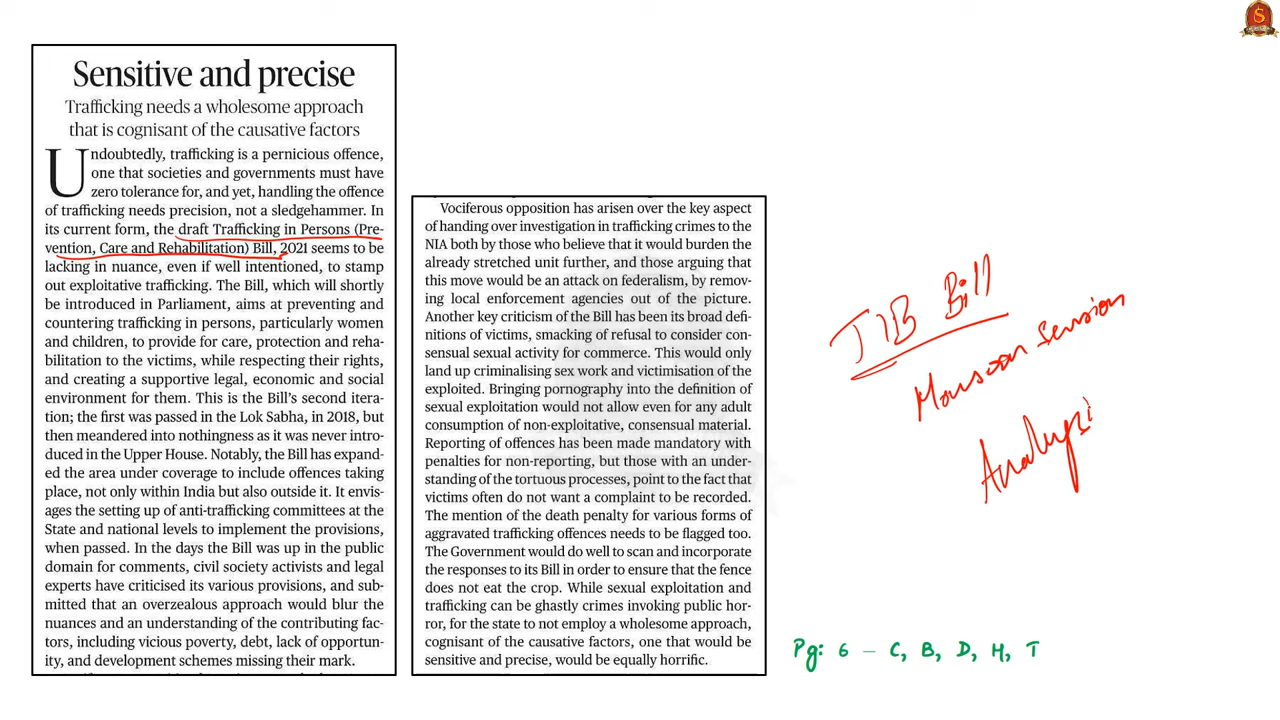 Sensitive and precise
Trafficking needs a wholesome approach
that is cognisant of the causative factors
Undoubtedly, trafficking is a pernicious offence,
one that societies and governments must have
zero tolerance for, and yet, handling the offence
of trafficking needs precision, not a sledgehammer. In
its current form, the draft Trafficking in Persons (Pre-
vention, Care and Rehabilitation) Bill, 2021 seems to be
lacking in nuance, even if well intentioned, to stamp
out exploitative trafficking. The Bill, which will shortly
be introduced in Parliament, aims at preventing and
countering trafficking in persons, particularly women
and children, to provide for care, protection and reha-
bilitation to the victims, while respecting their rights,
and creating a supportive legal, economic and social
environment for them. This is the Bill's second itera-
tion; the first was passed in the Lok Sabha, in 2018, but
then meandered into nothingness as it was never intro-
duced in the Upper House. Notably, the Bill has expand-
ed the area under coverage to include offences taking
place, not only within India but also outside it. It envis-
ages the setting up of anti-trafficking committees at the
State and national levels to implement the provisions,
when passed. In the days the Bill was up in the public
domain for comments, civil society activists and legal
experts have criticised its various provisions, and sub-
mitted that an overzealous approach would blur the
nuances and an understanding of the contributing fac-
tors, including vicious poverty, debt, lack of opportun-
ity, and development schemes missing their mark.
Vociferous opposition has arisen over the key aspect
of handing over investigation in trafficking crimes to the
NIA both by those who believe that it would burden the
already stretched unit further, and those arguing that
this move would be an attack on federalism, by remov-
ing local enforcement agencies out of the picture.
Another key criticism of the Bill has been its broad defi-
nitions of victims, smacking of refusal to consider con-
sensual sexual activity for commerce. This would only
land up criminalising sex work and victimisation of the
exploited. Bringing pornography into the definition of
sexual exploitation would not allow even for any adult
consumption of non-exploitative, consensual material.
Reporting of offences has been made mandatory with
penalties for non-reporting, but those with an under-
standing of the tortuous processes, point to the fact that
victims often do not want a complaint to be recorded.
The mention of the death penalty for various forms of
aggravated trafficking offences needs to be flagged too.
The Government would do well to scan and incorporate
the responses to its Bill in order to ensure that the fence
does not eat the crop. While sexual exploitation and
trafficking can be ghastly crimes invoking public hor-
ror, for the state to not employ a wholesome approach,
cognisant of the causative factors, one that would be
sensitive and precise, would be equally horrific.
Bill
Monsoon Session
Analysi
Pg: 6 – C, B, D, H, T